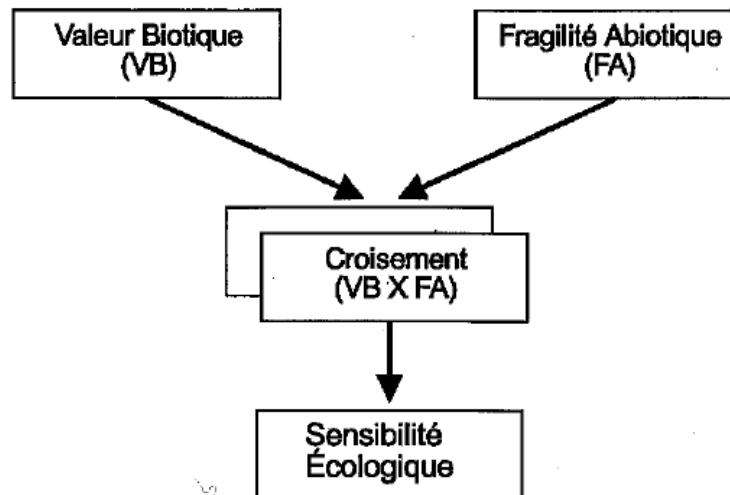 Valeur Biotique
(VB)
Fragilité Abiotique
(FA)
Croisement
(VB X FA)
Sensibilité
Écologique